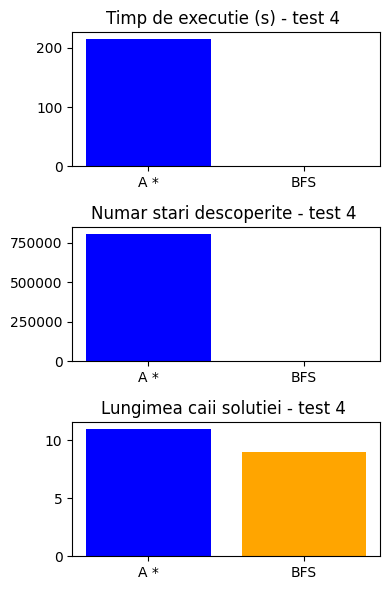 Timp de executie (s) - test 4
200
100
0
A *
BFS
Numar stari descoperite - test 4
750000
500000
250000
0
A *
BFS
Lungimea caii solutiei - test 4
10
5
0
A *
BFS